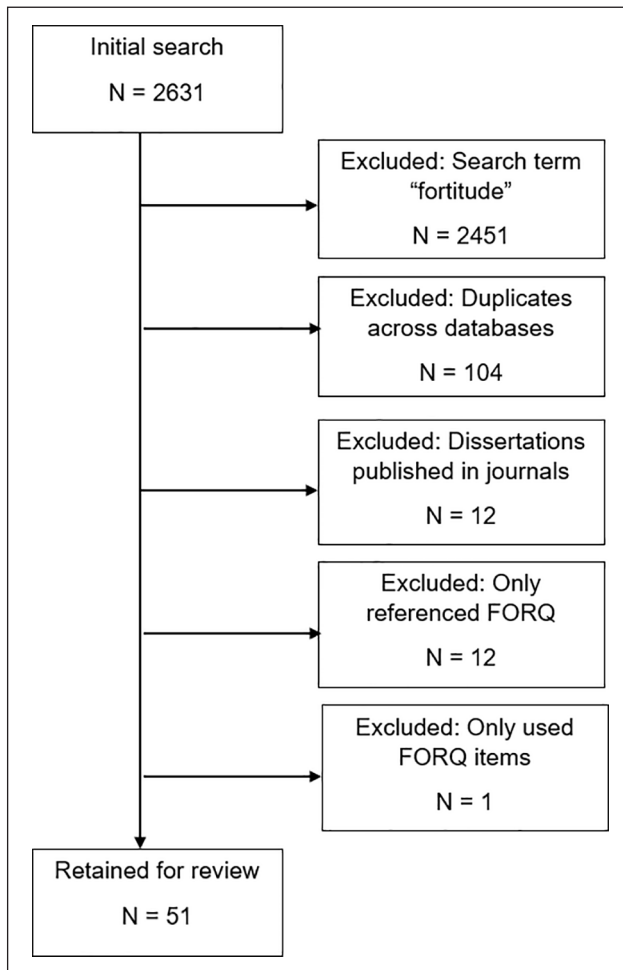 Initial search
N = 2631
Excluded: Search term
“fortitude”
N = 2451
Excluded: Duplicates
across databases
N = 104
Excluded: Dissertations
published in journals
N = 12
Excluded: Only
referenced FORQ
N = 12
Excluded: Only used
FORQ items
N = 1
Retained for review
N = 51